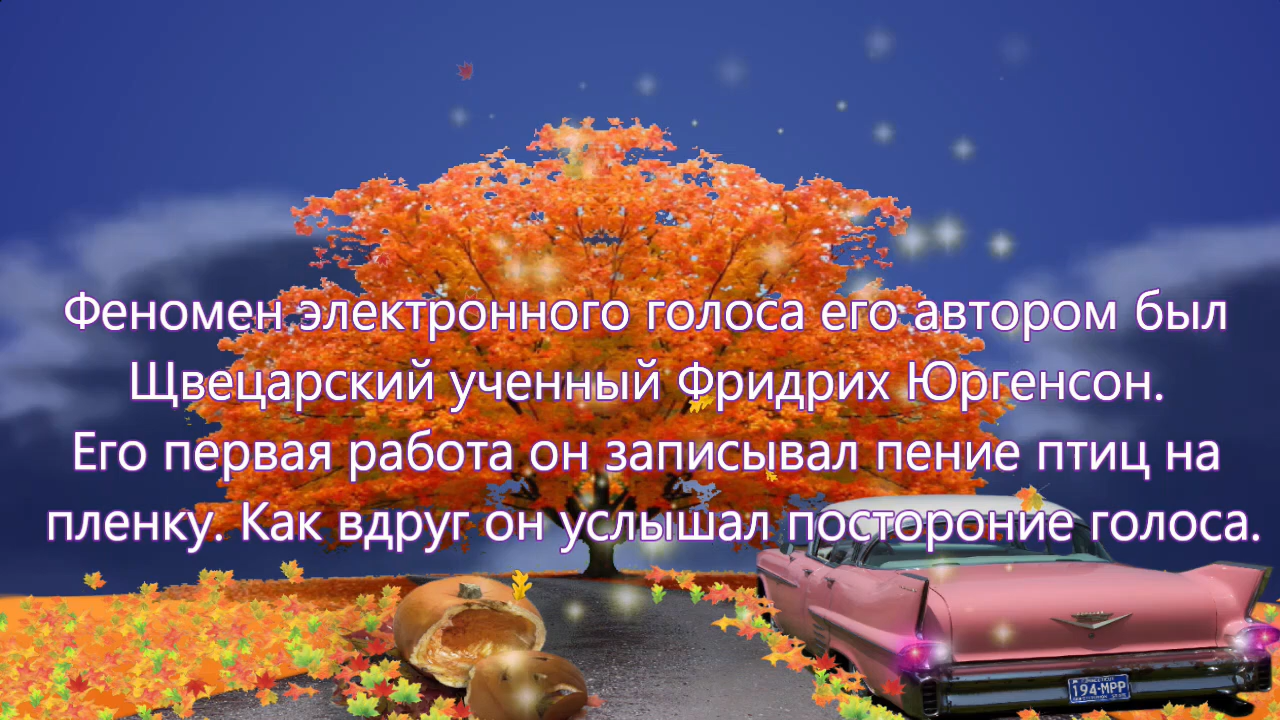 Феномен электронного голоса его автором был
Щвецарский ученный Фридрих Юргенсон.
Его первая работа он записывал пение птиц на
пленку. Как вдруг он услышал постороние голоса.
194-MPP